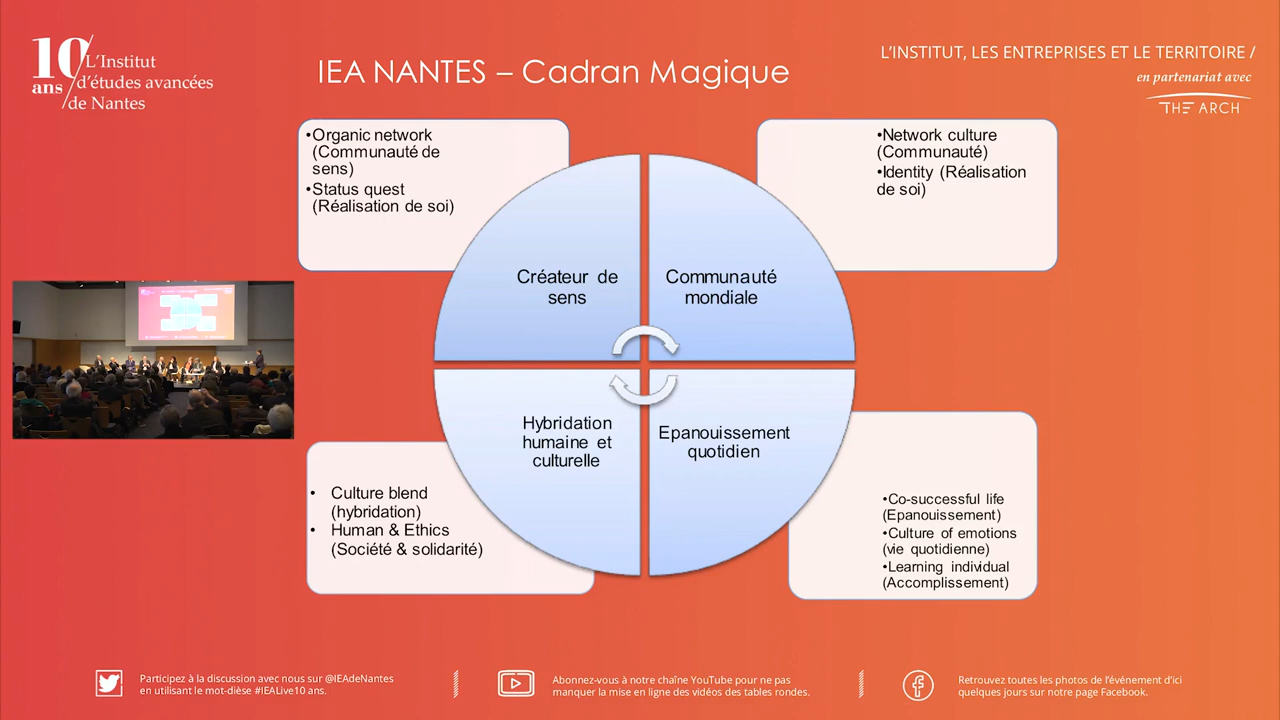 10 ans
L'Institut
d'études avancées
de Nantes
IEA NANTES – Cadran Magique
L'INSTITUT, LES ENTREPRISES ET LE TERRITOIRE /
en partenariat avec
THE ARCH
•Organic network
(Communauté de
sens)
•Status quest
(Réalisation de soi)
•Network culture
(Communauté)
•Identity (Réalisation
de soi)
Créateur de
sens
Communauté
mondiale
Hybridation
humaine et
culturelle
Epanouissement
quotidien
• Culture blend
(hybridation)
• Human & Ethics
(Société & solidarité)
•Co-successful life
(Epanouissement)
•Culture of emotions
(vie quotidienne)
•Learning individual
(Accomplissement)
Participez à la discussion avec nous sur @IEAdeNantes
en utilisant le mot-dièse #IEALive10 ans.
Abonnez-vous à notre chaîne YouTube pour ne pas
manquer la mise en ligne des vidéos des tables rondes.
Retrouvez toutes les photos de l'événement d'ici
quelques jours sur notre page Facebook.